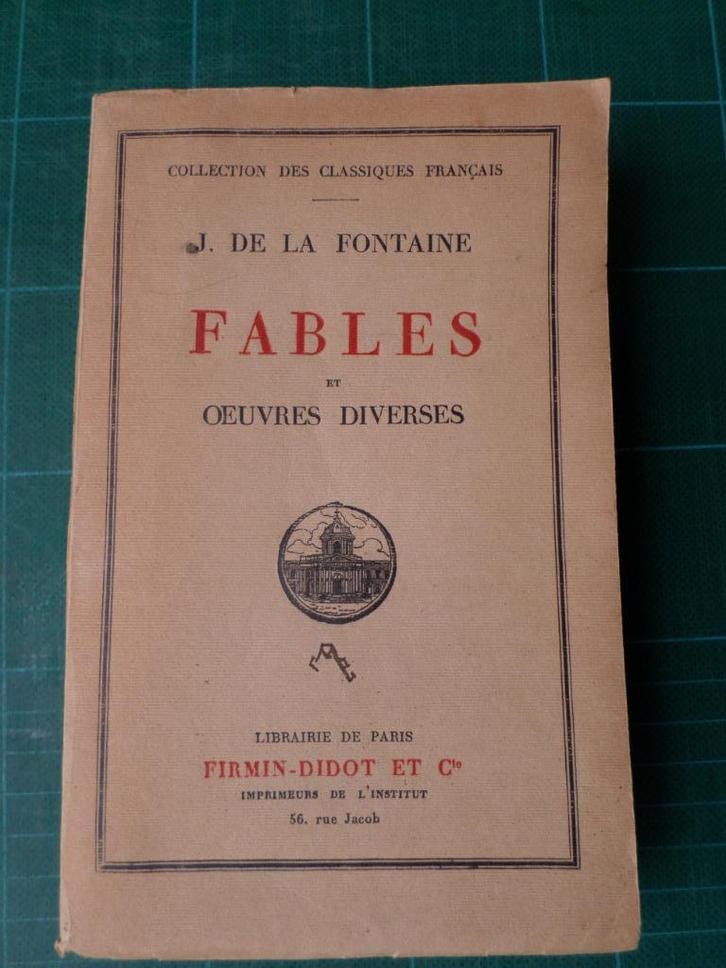 COLLECTION DES CLASSIQUES FRANÇAIS
J. DE LA FONTAINE
FABLES
ET
OEUVRES DIVERSES
LIBRAIRIE DE PARIS
FIRMIN-DIDOT ET Cie
IMPRIMEURS DE L'INSTITUT
56, rue Jacob